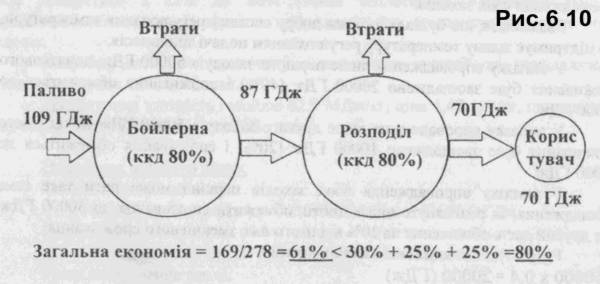 Рис.6.10
Втрати
Втрати
Паливо
109 ГДж
Бойлерна
(ккд 80%)
87 ГДж
Розподіл
(ккд 80%)
70ГДж
Конс
тувач
70 ГДж
Загальна економія = 169/278 =61% < 30% + 25% + 25% =80%